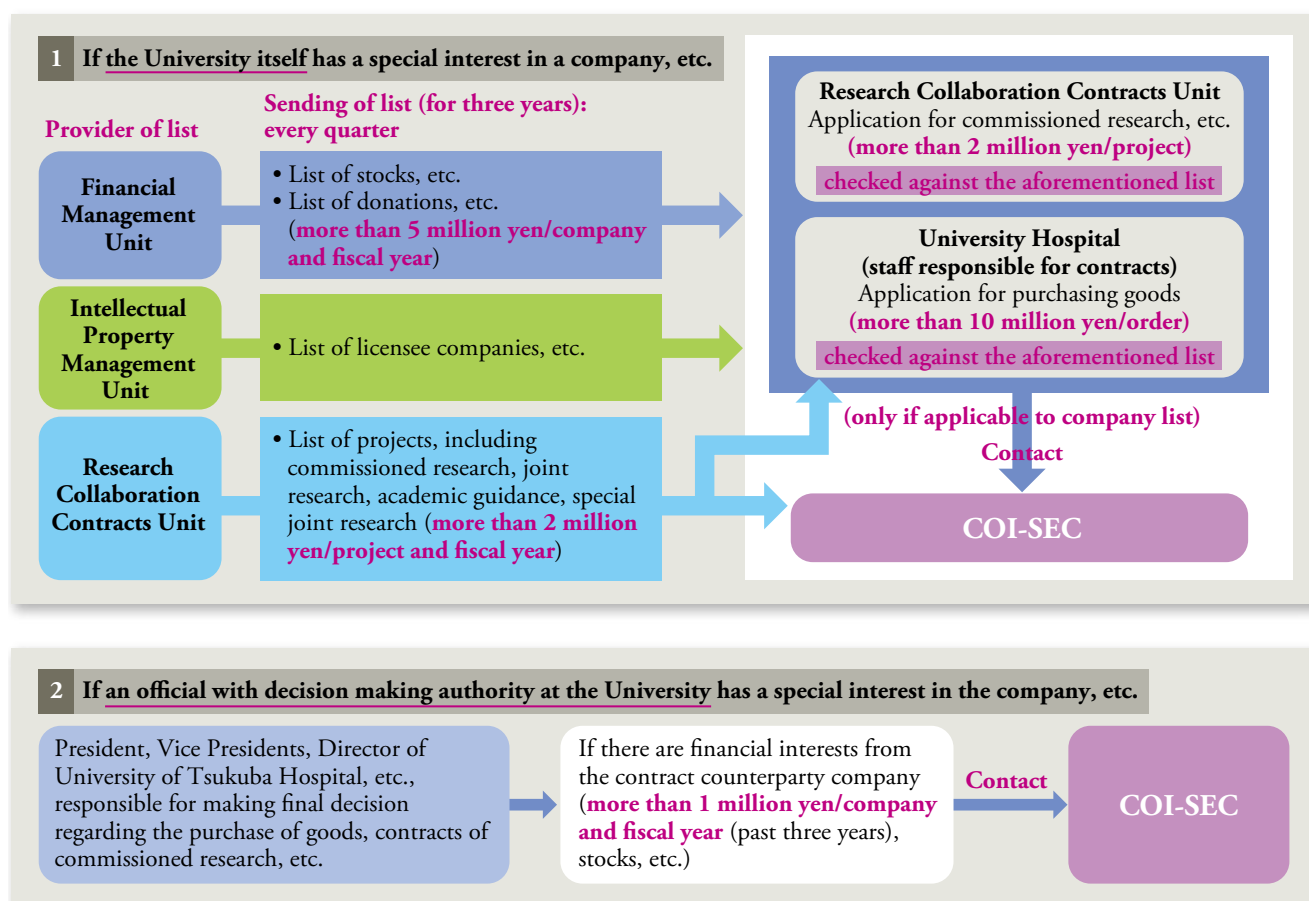 1 If the University itself has a special interest in a company, etc.
Provider of list
Sending of list (for three years):
every quarter
Financial
Management
Unit
• List of stocks, etc.
• List of donations, etc.
(more than 5 million yen/company
and fiscal year)
Intellectual
Property
Management
Unit
• List of licensee companies, etc.
Research
Collaboration
Contracts Unit
• List of projects, including
commissioned research, joint
research, academic guidance, special
joint research (more than 2 million
yen/project and fiscal year)
Research Collaboration Contracts Unit
Application for commissioned research, etc.
(more than 2 million yen/project)
checked against the aforementioned list
University Hospital
(staff responsible for contracts)
Application for purchasing goods
(more than 10 million yen/order)
checked against the aforementioned list
(only if applicable to company list)
Contact
COI-SEC
2 If an official with decision making authority at the University has a special interest in the company, etc.
President, Vice Presidents, Director of
University of Tsukuba Hospital, etc.,
responsible for making final decision
regarding the purchase of goods, contracts of
commissioned research, etc.
If there are financial interests from
the contract counterparty company
(more than 1 million yen/company
and fiscal year (past three years),
stocks, etc.)
Contact
COI-SEC